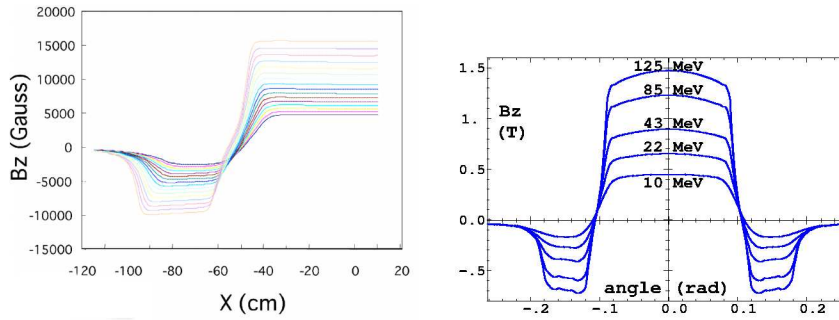 20000
15000
10000
5000
0
-5000
-10000
-15000
Bz (Gauss)
-120
-100
-80
-60
-40
-20
0
20
X (cm)
1.5
1.
0.5
0.0
-.5
Bz
(T)
125 MeV
85 MeV
43 MeV
22 MeV
10 MeV
angle (rad)
-0.2
-0.1
0.0
0.1
0.2